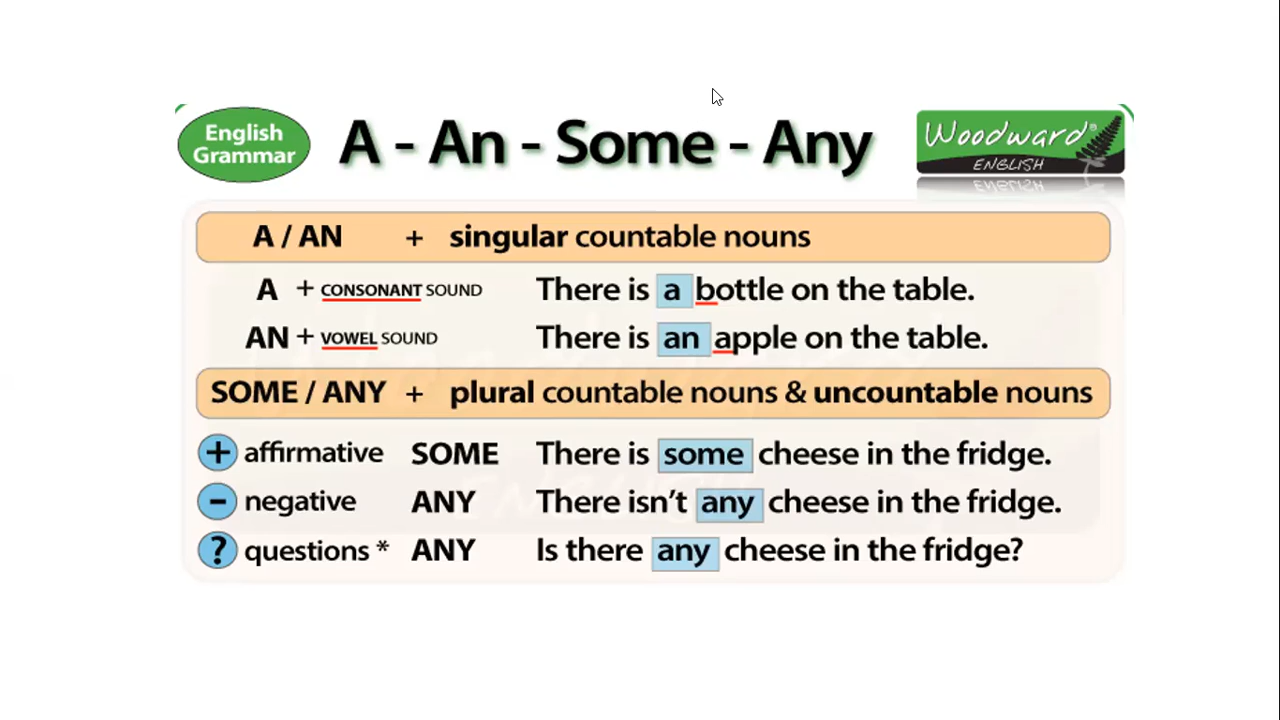 English
Grammar
A - An - Some - Any
Woodward®
ENGLISH
A / AN + singular countable nouns
A + CONSONANT SOUND There is a bottle on the table.
AN + VOWEL SOUND There is an apple on the table.
SOME / ANY + plural countable nouns & uncountable nouns
+ affirmative SOME There is some cheese in the fridge.
- negative ANY There isn't any cheese in the fridge.
? questions * ANY Is there any cheese in the fridge?